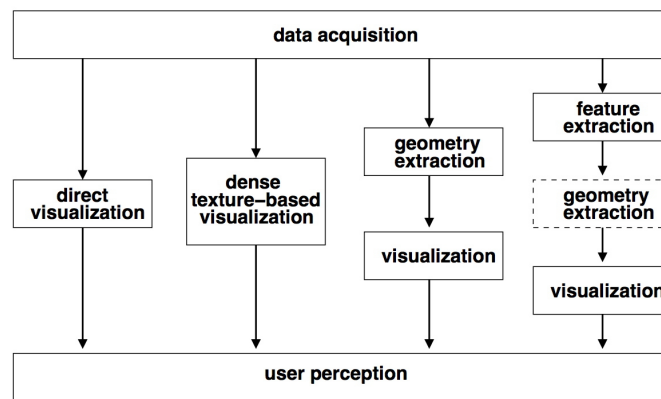 data acquisition
direct
visualization
dense
texture–based
visualization
geometry
extraction
visualization
feature
extraction
geometry
extraction
visualization
user perception